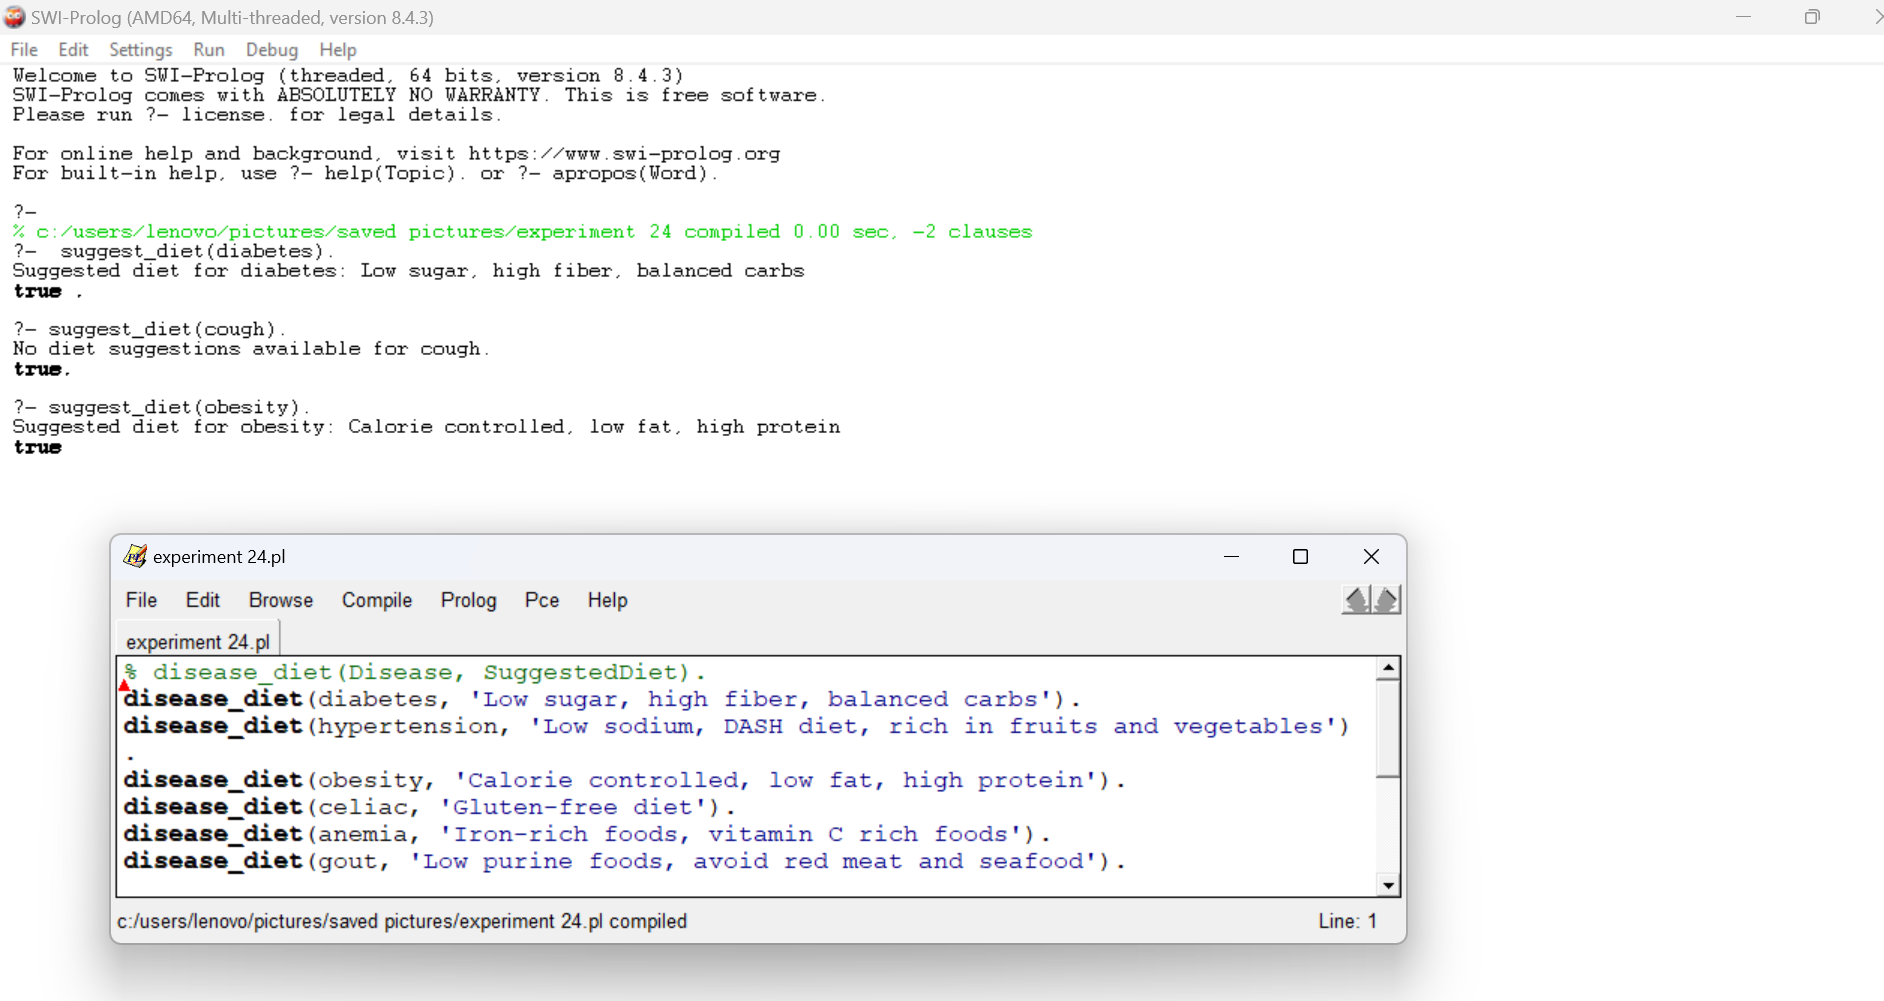 SWI-Prolog (AMD64, Multi-threaded, version 8.4.3)
File Edit Settings Run Debug Help
Welcome to SWI-Prolog (threaded, 64 bits, version 8.4.3)
SWI-Prolog comes with ABSOLUTELY NO WARRANTY. This is free software.
Please run ?- license. for legal details.
For online help and background, visit https://www.swi-prolog.org
For built-in help, use ?- help(Topic). or ?- apropos(Word).
?-
% c:/users/lenovo/pictures/saved pictures/experiment 24 compiled 0.00 sec, -2 clauses
?-  suggest_diet(diabetes).
Suggested diet for diabetes: Low sugar, high fiber, balanced carbs
true .
?- suggest_diet(cough).
No diet suggestions available for cough.
true.
?- suggest_diet(obesity).
Suggested diet for obesity: Calorie controlled, low fat, high protein
true
experiment 24.pl
File Edit Browse Compile Prolog Pce Help
experiment 24.pl
% disease_diet(Disease, SuggestedDiet).
disease_diet(diabetes, 'Low sugar, high fiber, balanced carbs').
disease_diet(hypertension, 'Low sodium, DASH diet, rich in fruits and vegetables')
.
disease_diet(obesity, 'Calorie controlled, low fat, high protein').
disease_diet(celiac, 'Gluten-free diet').
disease_diet(anemia, 'Iron-rich foods, vitamin C rich foods').
disease_diet(gout, 'Low purine foods, avoid red meat and seafood').
c:/users/lenovo/pictures/saved pictures/experiment 24.pl compiled Line: 1